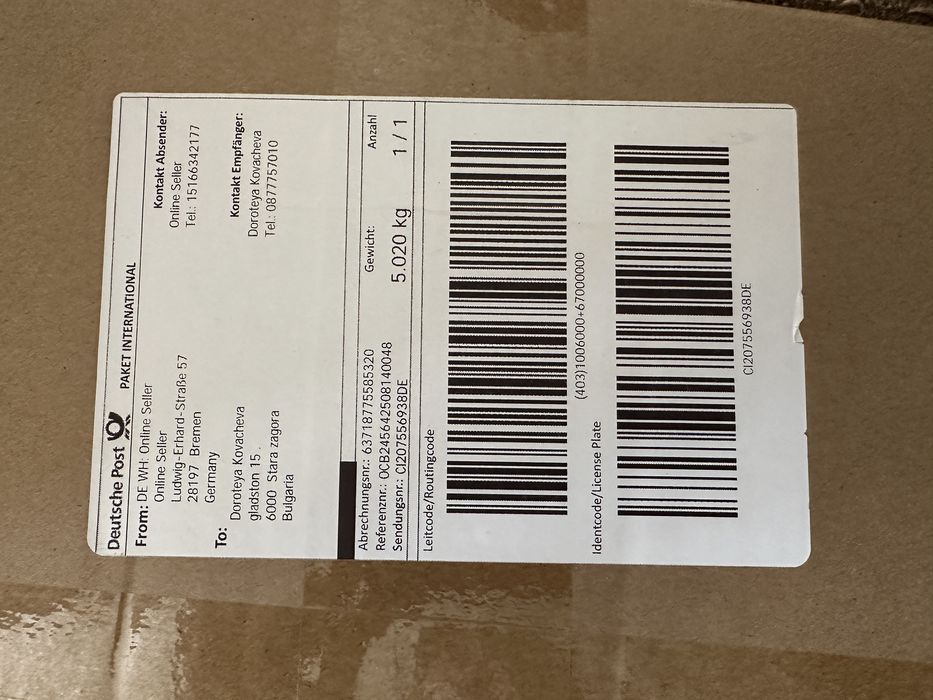 Deutsche Post
PAKET INTERNATIONAL
From: DE WH: Online Seller
Online Seller
Ludwig-Erhard-Straße 57
28197 Bremen
Germany
Kontakt Absender:
Online Seller
Tel.: 15166342177
To:
Doroteya Kovacheva
gladston 15 .
6000 Stara zagora
Bulgaria
Kontakt Empfänger:
Doroteya Kovacheva
Tel.: 0877757010
Abrechnungsnr.: 63718775585320
Referenznr.: OCB2456425081​40048
Sendungsnr.: CI207556938DE
Gewicht:
5.020 kg
Anzahl
1 / 1
Leitcode/Routingcode
(403)1006000+67000000
Identcode/License Plate
CI207556938DE